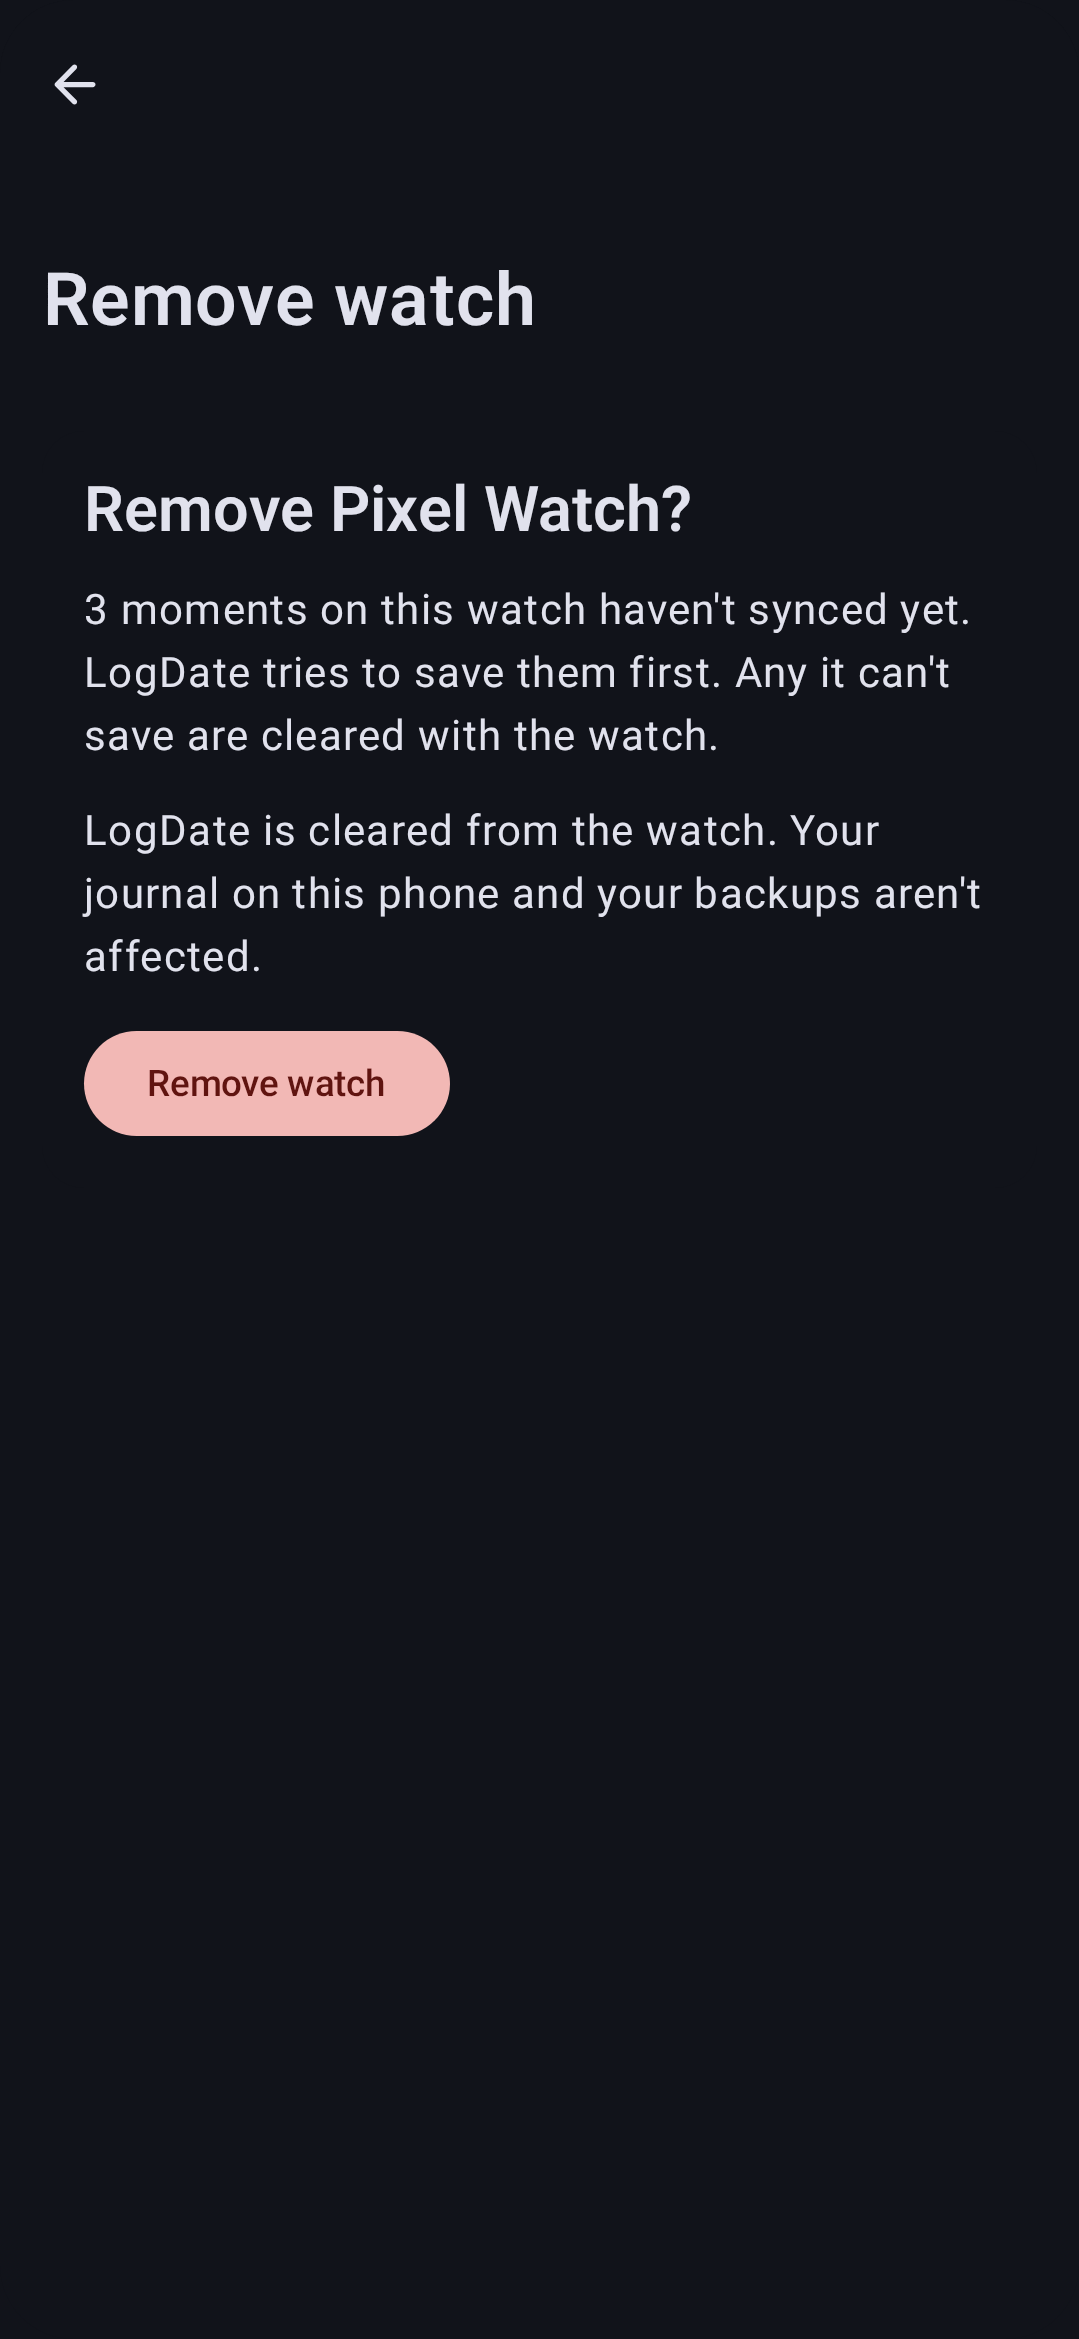 Remove watch
Remove Pixel Watch?
3 moments on this watch haven't synced yet.
LogDate tries to save them first. Any it can't
save are cleared with the watch.
LogDate is cleared from the watch. Your
journal on this phone and your backups aren't
affected.
Remove watch